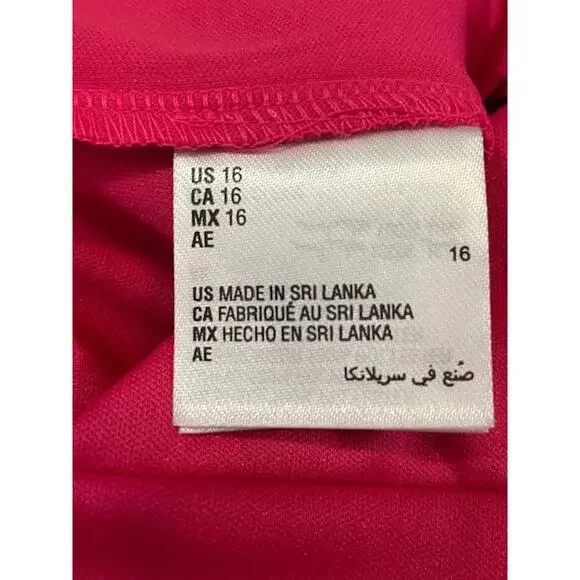 US 16
CA 16
MX 16
AE
16
US MADE IN SRI LANKA
CA FABRIQUÉ AU SRI LANKA
MX HECHO EN SRI LANKA
AE
صُنع في سريلانكا